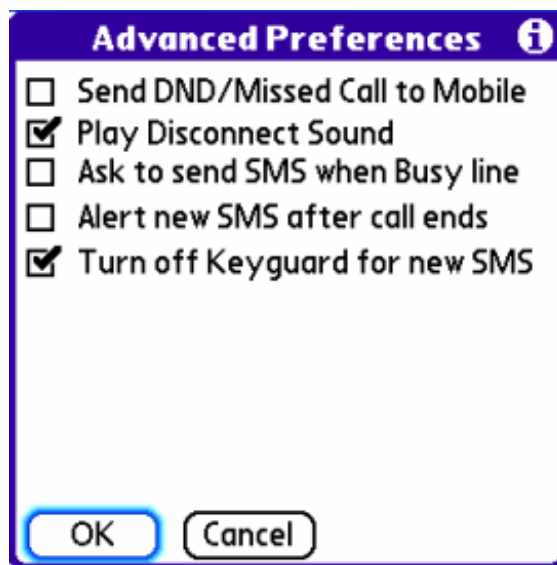 Advanced Preferences i
Send DND/Missed Call to Mobile
Play Disconnect Sound
Ask to send SMS when Busy line
Alert new SMS after call ends
Turn off Keyguard for new SMS
OK Cancel